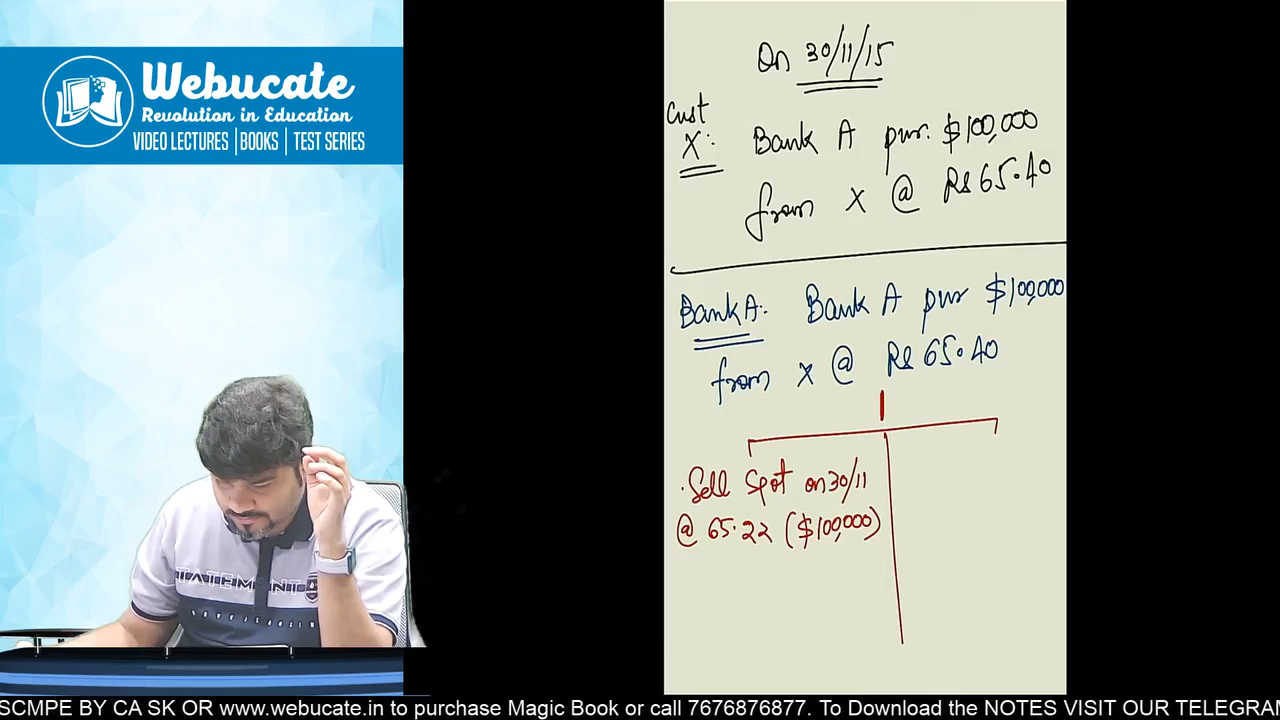 Webucate
Revolution in Education
VIDEO LECTURES | BOOKS | TEST SERIES
On 30/11/15
Cust
X: Bank A pur. $100,000
from X @ Rs 65.40
Bank A: Bank A pur $100,000
from X @ Rs 65.40
Sell Spot on 30/11
@ 65.22 ($100,000)
STATEMENT
SCMPE BY CA SK OR www.webucate.in to purchase Magic Book or call 7676876877. To Download the NOTES VISIT OUR TELEGRA